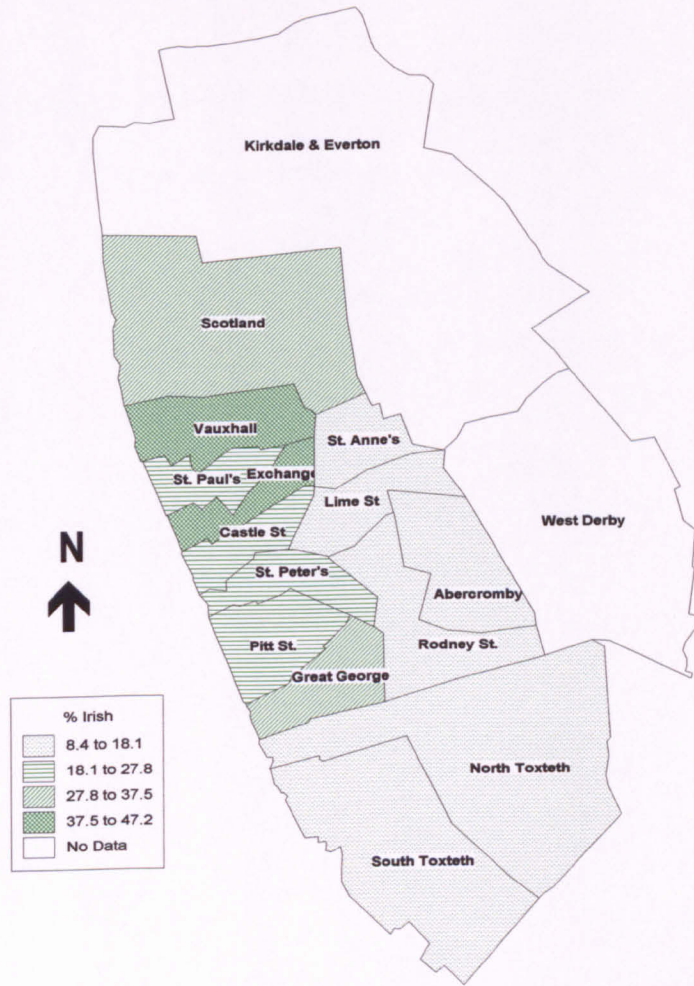 Kirkdale & Everton
Scotland
Vauxhall
St. Anne's
St. Paul's
Exchange
Lime St
Castle St
West Derby
N
St. Peter's
Abercromby
Pitt St.
Rodney St.
Great George
% Irish
8.4 to 18.1
18.1 to 27.8
27.8 to 37.5
37.5 to 47.2
No Data
North Toxteth
South Toxteth